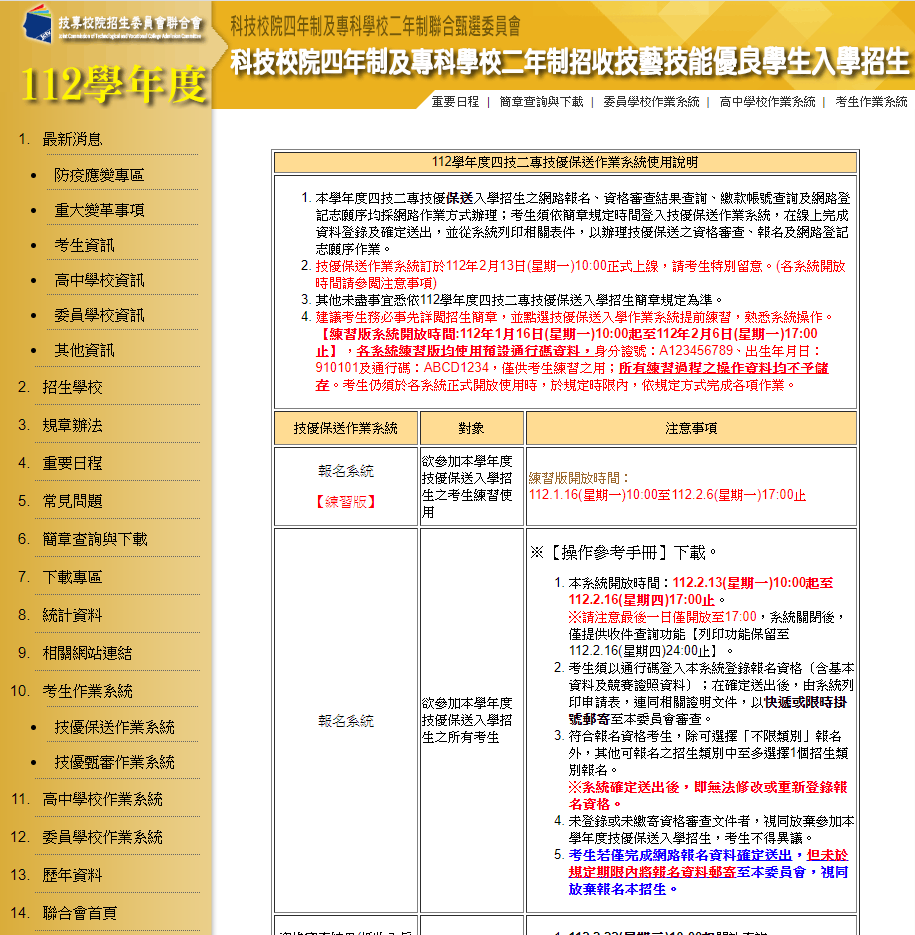 技專校院招生委員會聯合會
Joint Commission of Technological and Vocational College Admission Committee
112學年度
科技校院四年制及專科學校二年制聯合甄選委員會
科技校院四年制及專科學校二年制招收技藝技能優良學生入學招生
重要日程 | 簡章查詢與下載 | 委員學校作業系統 | 高中學校作業系統 | 考生作業系統
1. 最新消息
• 防疫應變專區
• 重大變革事項
• 考生資訊
• 高中學校資訊
• 委員學校資訊
• 其他資訊
2. 招生學校
3. 規章辦法
4. 重要日程
5. 常見問題
6. 簡章查詢與下載
7. 下載專區
8. 統計資料
9. 相關網站連結
10. 考生作業系統
• 技優保送作業系統
• 技優甄審作業系統
11. 高中學校作業系統
12. 委員學校作業系統
13. 歷年資料
14. 聯合會首頁
112學年度四技二專技優保送作業系統使用說明
1. 本學年度四技二專技優保送入學招生之網路報名、資格審查結果查詢、繳款帳號查詢及網路登
記志願序均採網路作業方式辦理；考生須依簡章規定時間登入技優保送作業系統，在線上完成
資料登錄及確定送出，並從系統列印相關表件，以辦理技優保送之資格審查、報名及網路登記
志願序作業。
2. 技優保送作業系統訂於112年2月13日(星期一)10:00正式上線，請考生特別留意。(各系統開放
時間請參閱注意事項)
3. 其他未盡事宜悉依112學年度四技二專技優保送入學招生簡章規定為準。
4. 建議考生務必事先詳閱招生簡章，並點選技優保送入學作業系統提前練習，熟悉系統操作。
【練習版系統開放時間:112年1月16日(星期一)10:00起至112年2月6日(星期一)17:00
止】，各系統練習版均使用預設通行碼資料，身分證號：A123456789、出生年月日：
910101及通行碼：ABCD1234，僅供考生練習之用；所有練習過程之操作資料均不予儲
存。考生仍須於各系統正式開放使用時，於規定時限內，依規定方式完成各項作業。
技優保送作業系統 對象 注意事項
報名系統
【練習版】
欲參加本學年度
技優保送入學招
生之考生練習使
用
練習版開放時間：
112.1.16(星期一)10:00至112.2.6(星期一)17:00止
報名系統
欲參加本學年度
技優保送入學招
生之所有考生
※【操作參考手冊】下載。
1. 本系統開放時間：112.2.13(星期一)10:00起至
112.2.16(星期四)17:00止。
※請注意最後一日僅開放至17:00，系統關閉後，
僅提供收件查詢功能【列印功能保留至
112.2.16(星期四)24:00止】。
2. 考生須以通行碼登入本系統登錄報名資格〔含基本
資料及競賽證照資料〕；在確定送出後，由系統列
印申請表，連同相關證明文件，以快遞或限時掛
號郵寄至本委員會審查。
3. 符合報名資格考生，除可選擇「不限類別」報名
外，其他可報名之招生類別中至多選擇1個招生類
別報名。
※系統確定送出後，即無法修改或重新登錄報
名資格。
4. 未登錄或未繳寄資格審查文件者，視同放棄參加本
學年度技優保送入學招生，考生不得異議。
5. 考生若僅完成網路報名資料確定送出，但未於
規定期限內將報名資料郵寄至本委員會，視同
放棄報名本招生。